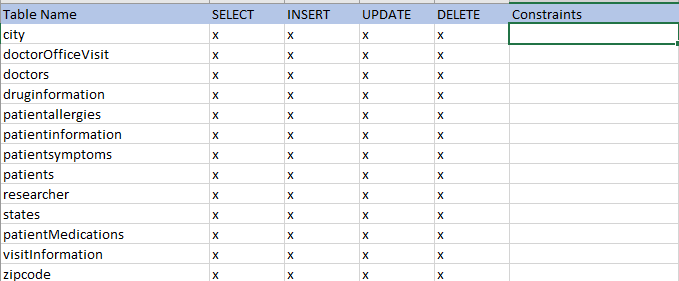 Table Name SELECT INSERT UPDATE DELETE Constraints
city x x x x
doctorOfficeVisit x x x x
doctors x x x x
druginformation x x x x
patientallergies x x x x
patientinformation x x x x
patientsymptoms x x x x
patients x x x x
researcher x x x x
states x x x x
patientMedications x x x x
visitInformation x x x x
zipcode x x x x